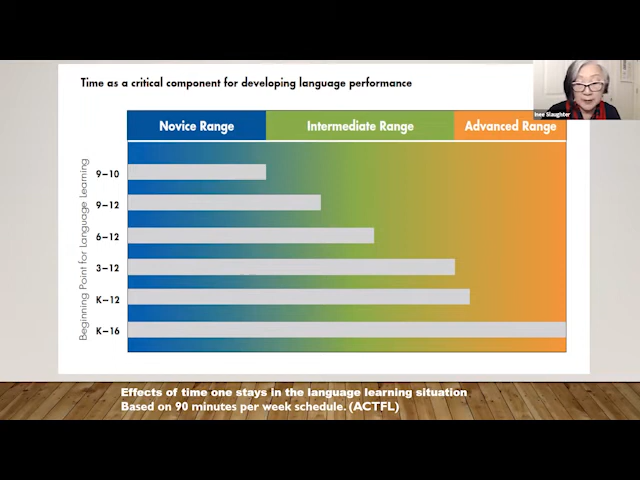 Time as a critical component for developing language performance
Inee Slaughter
Novice Range
Intermediate Range
Advanced Range
Beginning Point for Language Learning
9–10
9–12
6–12
3–12
K–12
K–16
Effects of time one stays in the language learning situation
Based on 90 minutes per week schedule. (ACTFL)